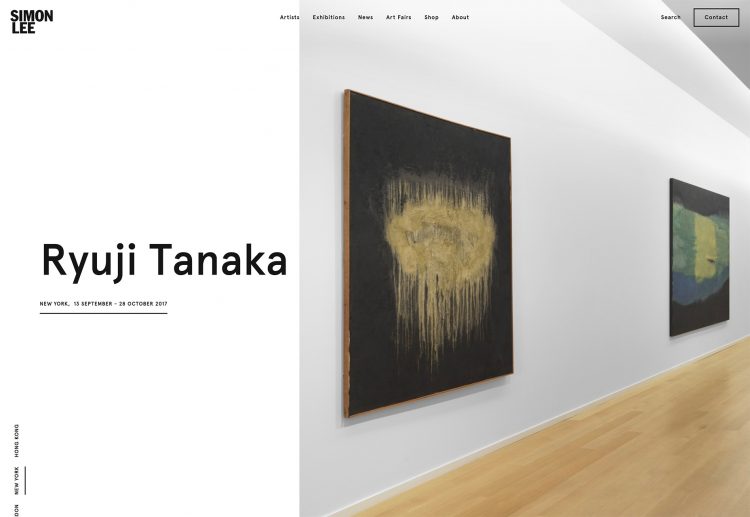 SIMON
LEE
Artists Exhibitions News Art Fairs Shop About
Search Contact
Ryuji Tanaka
NEW YORK, 13 SEPTEMBER – 28 OCTOBER 2017
HONG KONG
NEW YORK